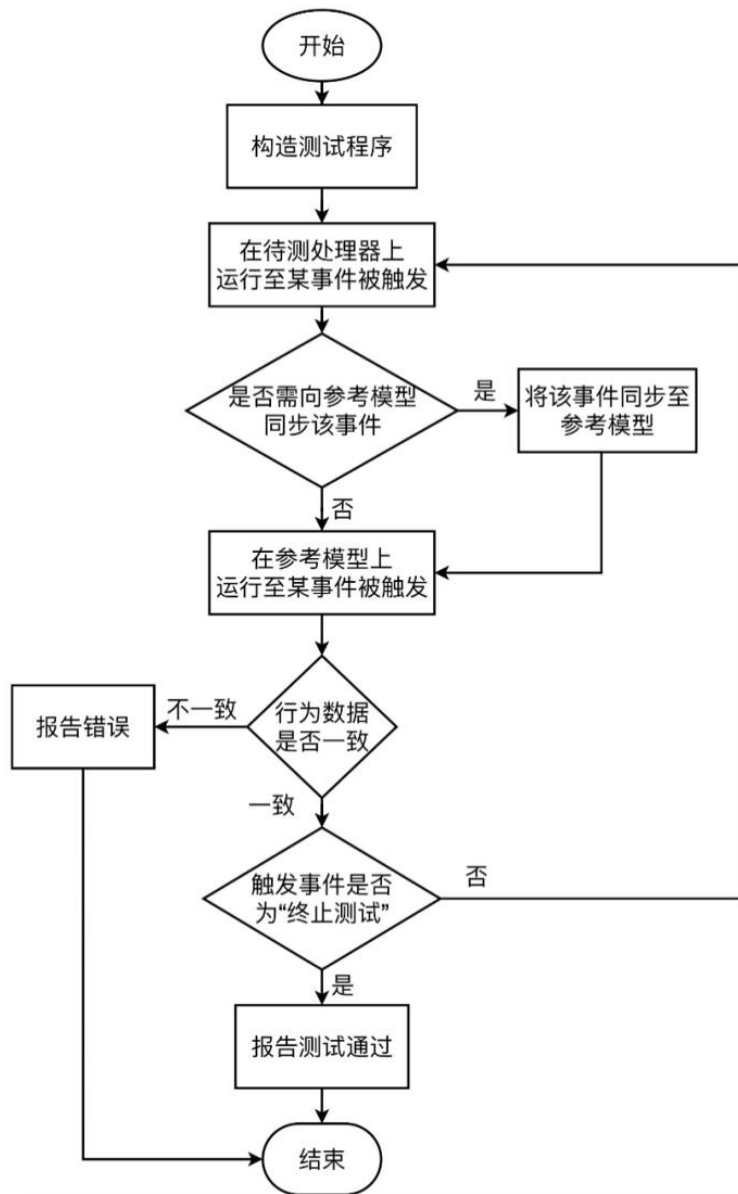 开始
构造测试程序
在待测处理器上
运行至某事件被触发
是否需向参考模型
同步该事件
是
将该事件同步至
参考模型
否
在参考模型上
运行至某事件被触发
报告错误
不一致
行为数据
是否一致
一致
触发事件是否
为“终止测试”
否
是
报告测试通过
结束